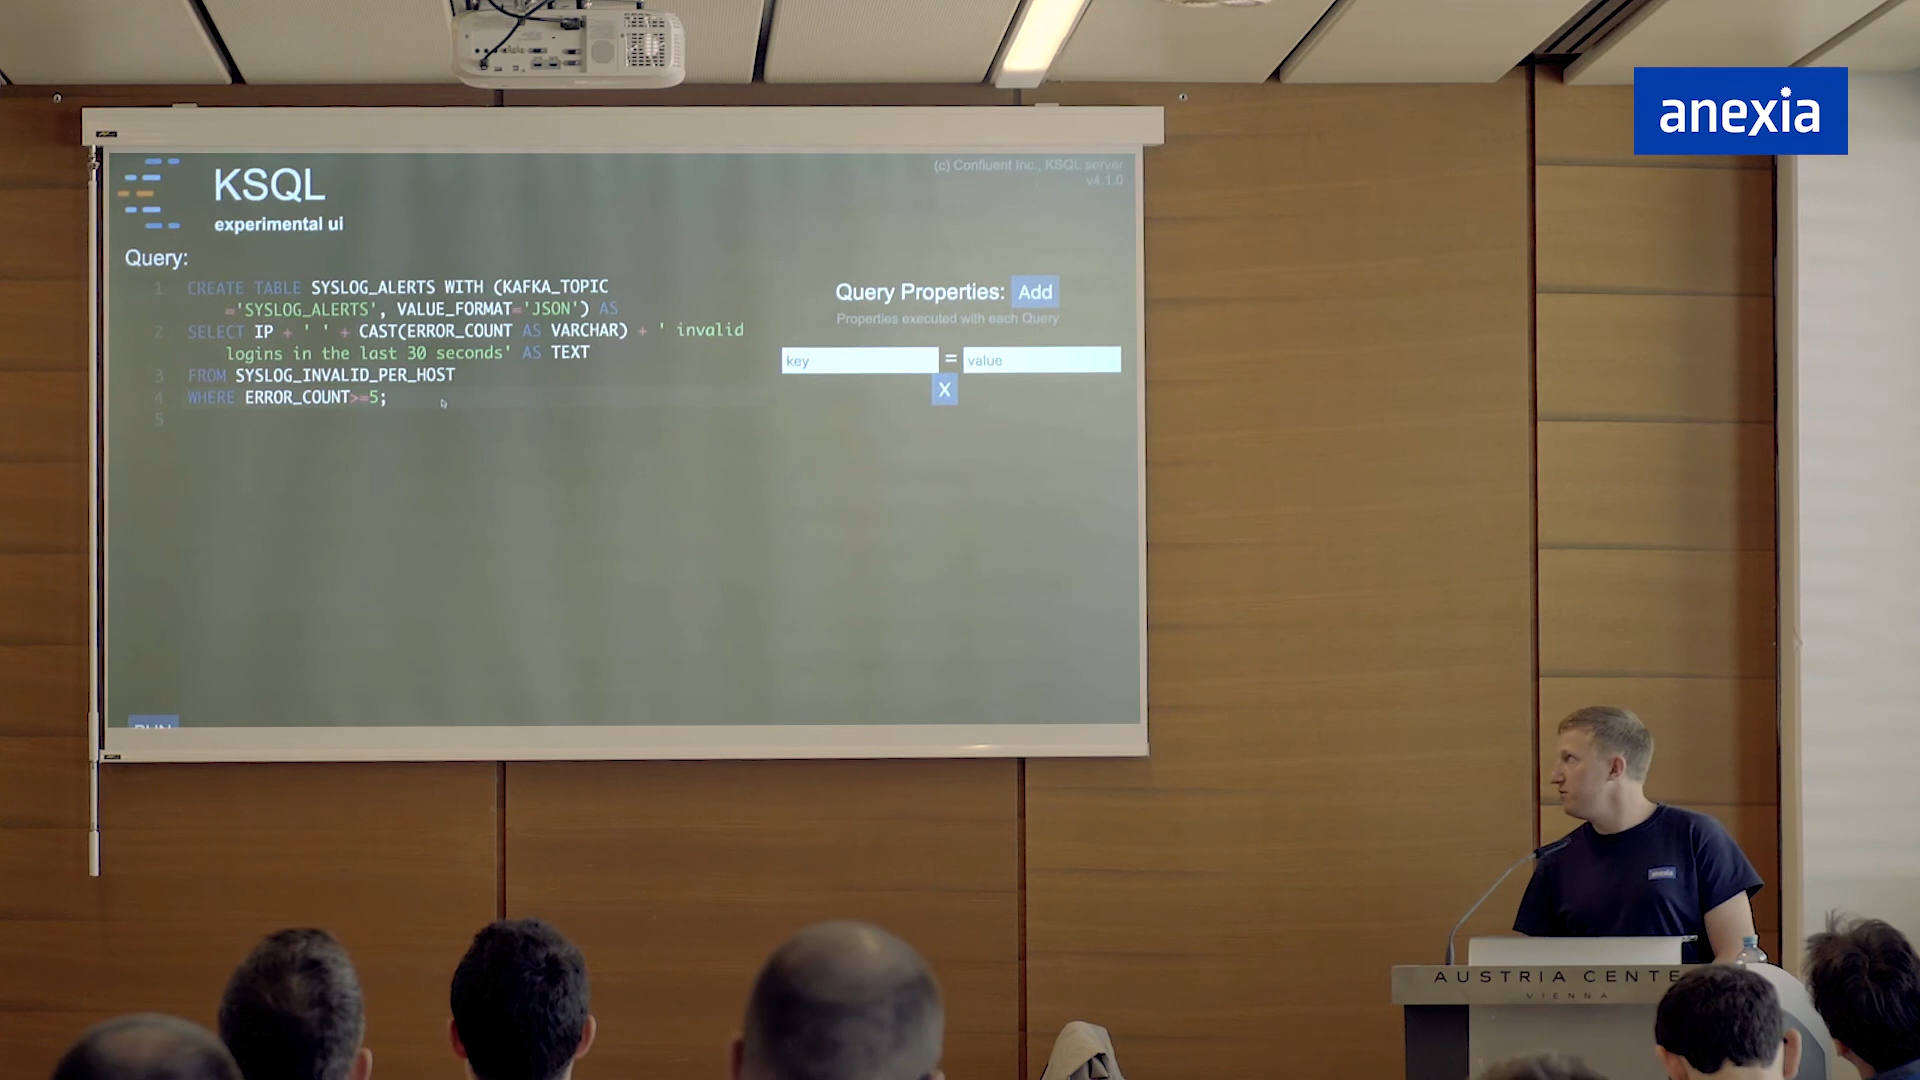 anexia
(c) Confluent Inc., KSQL server
v4.1.0
KSQL
experimental ui
Query:
1 CREATE TABLE SYSLOG_ALERTS WITH (KAFKA_TOPIC
='SYSLOG_ALERTS', VALUE_FORMAT='JSON') AS
2 SELECT IP + ' ' + CAST(ERROR_COUNT AS VARCHAR) + ' invalid
logins in the last 30 seconds' AS TEXT
3 FROM SYSLOG_INVALID_PER_HOST
4 WHERE ERROR_COUNT>=5;
5
Query Properties: Add
Properties executed with each Query
key = value
X
RUN
anexia
AUSTRIA CENTE
VIENNA